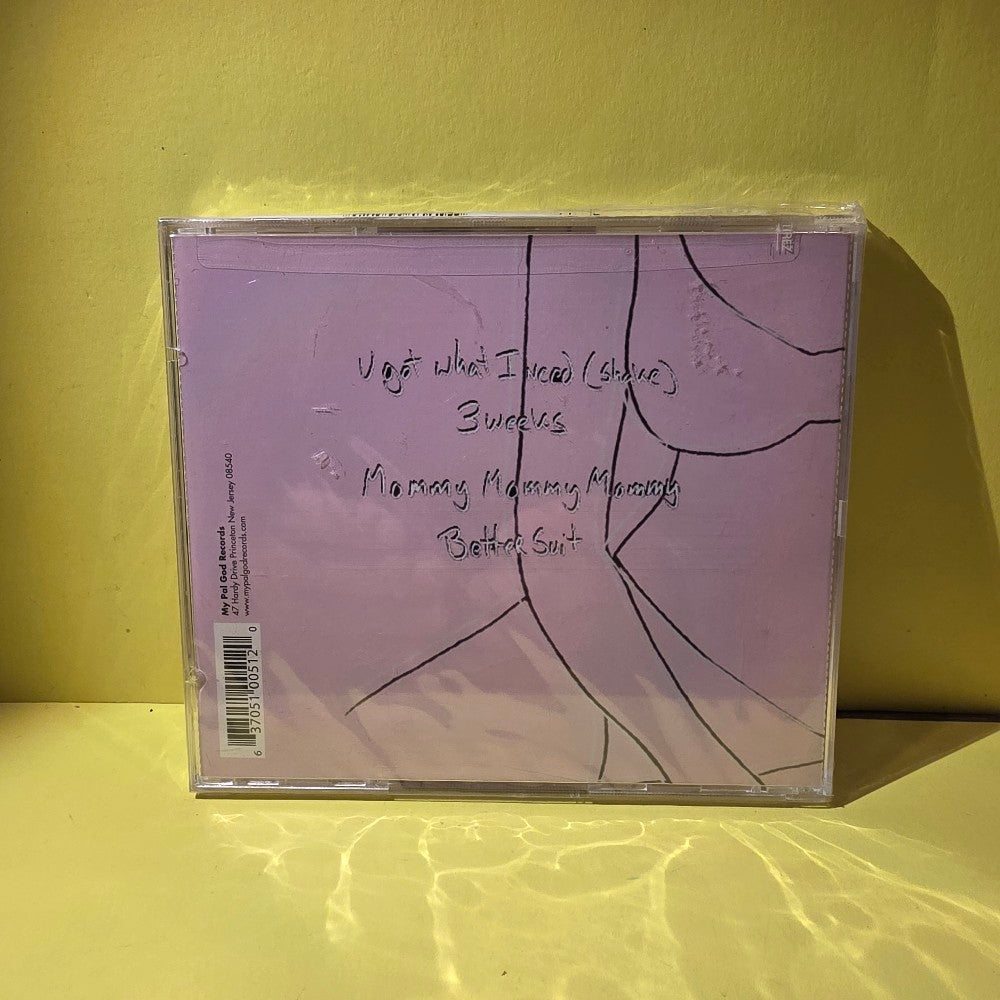 U got what I need (shake)
3 weeks
Mommy Mommy Mommy
Better Suit
My Pal God Records
47 Hardy Drive Princeton New Jersey 08540
www.mypalgodrecords.com
6 37051 00512 0